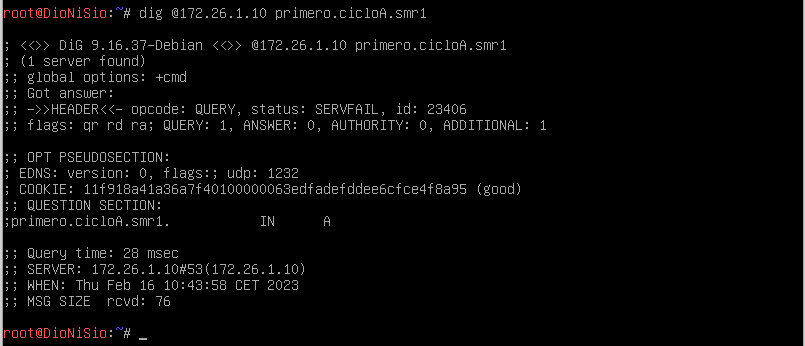 root@DioNiSio:~# dig @172.26.1.10 primero.cicloA.smr1
; <<>> DiG 9.16.37-Debian <<>> @172.26.1.10 primero.cicloA.smr1
; (1 server found)
;; global options: +cmd
;; Got answer:
;; ->>HEADER<<- opcode: QUERY, status: SERVFAIL, id: 23406
;; flags: qr rd ra; QUERY: 1, ANSWER: 0, AUTHORITY: 0, ADDITIONAL: 1
;; OPT PSEUDOSECTION:
; EDNS: version: 0, flags:; udp: 1232
; COOKIE: 11f918a41a36a7f40100000063edfadefddee6cfce4f8a95 (good)
;; QUESTION SECTION:
;primero.cicloA.smr1. IN A
;; Query time: 28 msec
;; SERVER: 172.26.1.10#53(172.26.1.10)
;; WHEN: Thu Feb 16 10:43:58 CET 2023
;; MSG SIZE rcvd: 76
root@DioNiSio:~# _